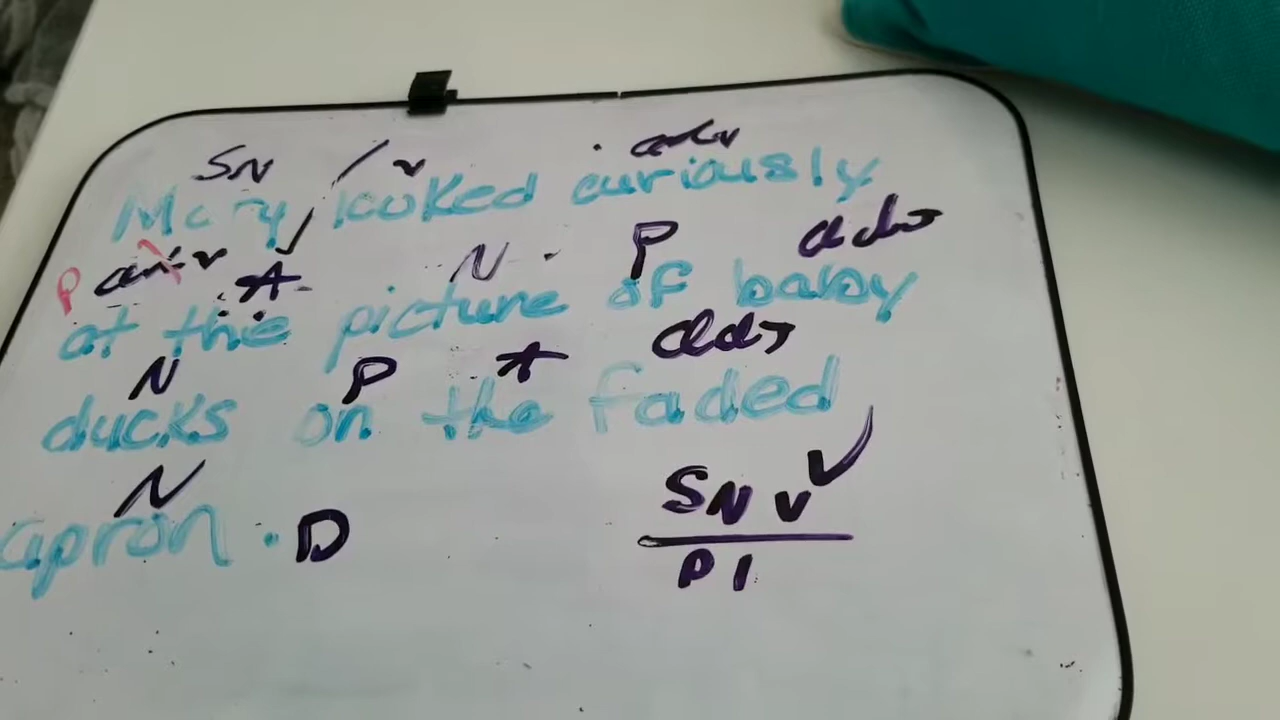 SN / v . adv
Mary looked curiously
P adv A N . P adj
at the picture of baby
N P A adj
ducks on the faded
N
apron . D
SN v ✓
P1